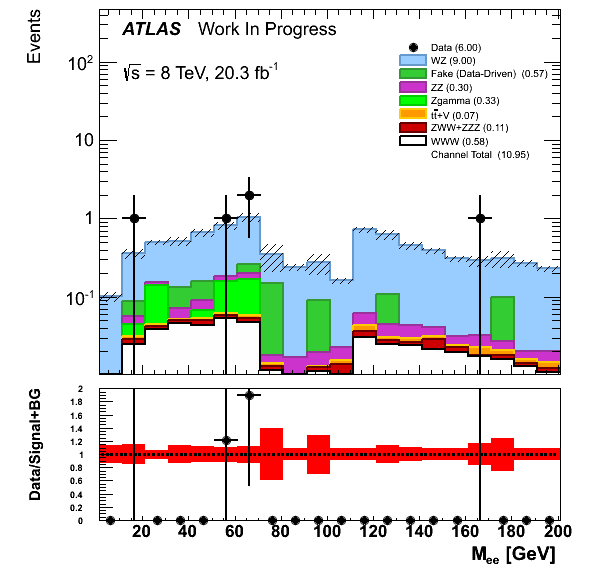 Events
ATLAS Work In Progress
√s = 8 TeV, 20.3 fb⁻¹
Data (6.00)
WZ (9.00)
Fake (Data-Driven) (0.57)
ZZ (0.30)
Zgamma (0.33)
tt̄+V (0.07)
ZWW+ZZZ (0.11)
WWW (0.58)
Channel Total (10.95)
10²
10
1
10⁻¹
Data/Signal+BG
2
1.8
1.6
1.4
1.2
1
0.8
0.6
0.4
0.2
0
20 40 60 80 100 120 140 160 180 200
Mₑₑ [GeV]